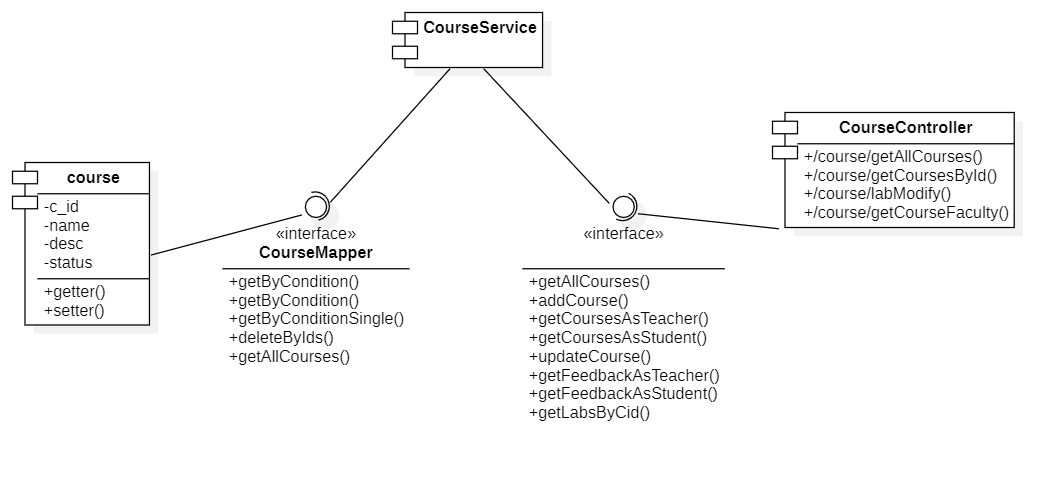 CourseService
CourseController
+/course/getAllCourses()
+/course/getCoursesById()
+/course/labModify()
+/course/getCourseFaculty()
course
-c_id
-name
-desc
-status
+getter()
+setter()
«interface»
CourseMapper
+getByCondition()
+getByCondition()
+getByConditionSingle()
+deleteByIds()
+getAllCourses()
«interface»
+getAllCourses()
+addCourse()
+getCoursesAsTeacher()
+getCoursesAsStudent()
+updateCourse()
+getFeedbackAsTeacher()
+getFeedbackAsStudent()
+getLabsByCid()